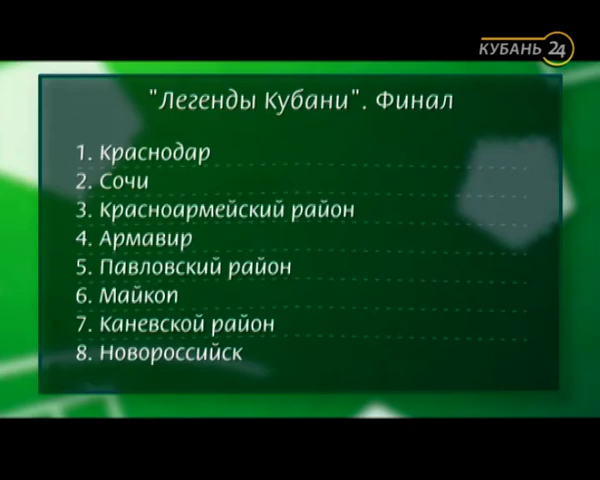 КУБАНЬ 24
"Легенды Кубани". Финал
1. Краснодар
2. Сочи
3. Красноармейский район
4. Армавир
5. Павловский район
6. Майкоп
7. Каневской район
8. Новороссийск